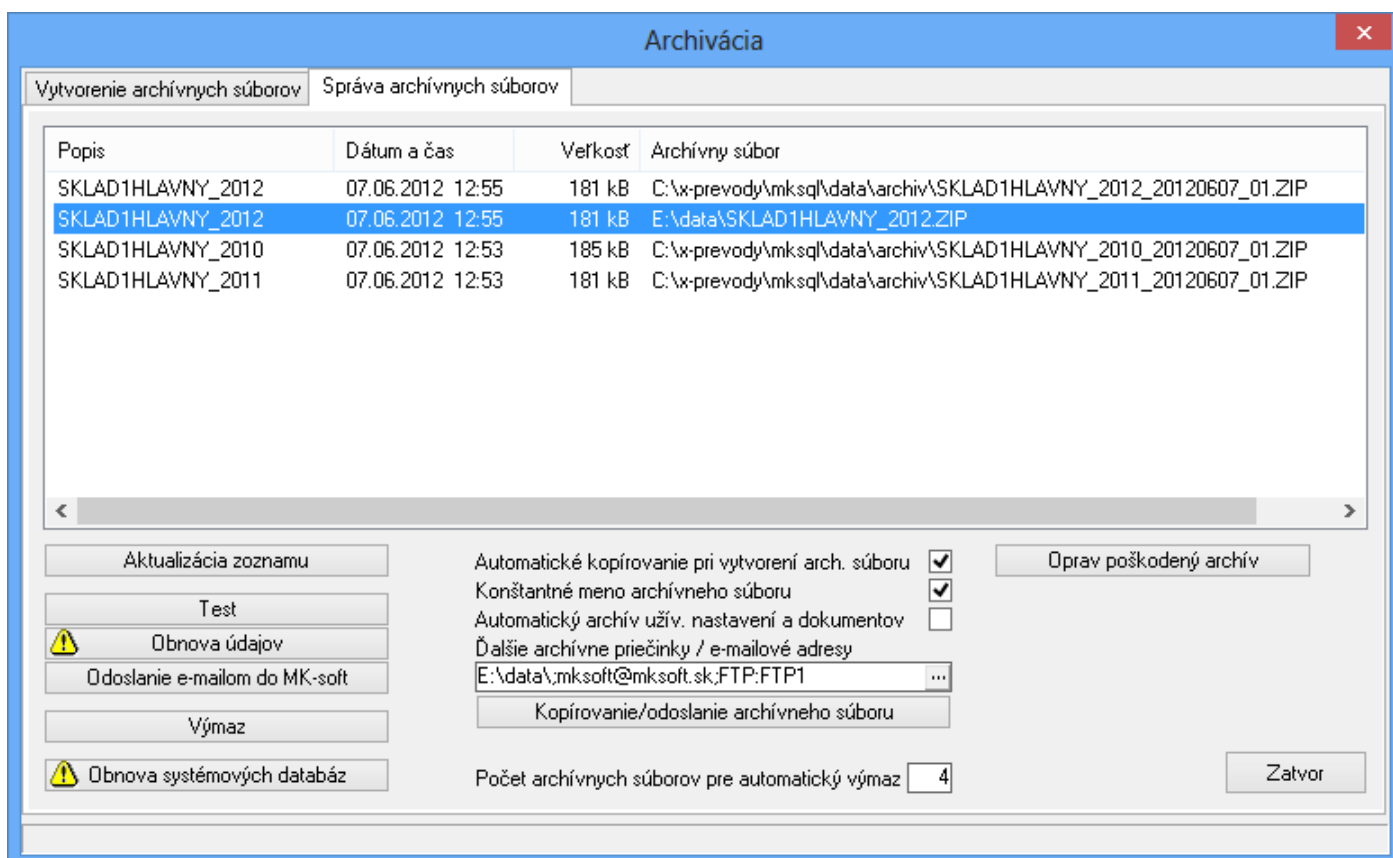 Archivácia
Vytvorenie archívnych súborov Správa archívnych súborov
Popis Dátum a čas Veľkosť Archívny súbor
SKLAD1HLAVNY_2012 07.06.2012 12:55 181 kB C:\x-prevody\mksql\data\archiv\SKLAD1HLAVNY_2012_20120607_01.ZIP
SKLAD1HLAVNY_2012 07.06.2012 12:55 181 kB E:\data\SKLAD1HLAVNY_2012.ZIP
SKLAD1HLAVNY_2010 07.06.2012 12:53 185 kB C:\x-prevody\mksql\data\archiv\SKLAD1HLAVNY_2010_20120607_01.ZIP
SKLAD1HLAVNY_2011 07.06.2012 12:53 181 kB C:\x-prevody\mksql\data\archiv\SKLAD1HLAVNY_2011_20120607_01.ZIP
Aktualizácia zoznamu
Test
Obnova údajov
Odoslanie e-mailom do MK-soft
Výmaz
Obnova systémových databáz
Automatické kopírovanie pri vytvorení arch. súboru
Konštantné meno archívneho súboru
Automatický archív užív. nastavení a dokumentov
Ďalšie archívne priečinky / e-mailové adresy
E:\data\;mksoft@mksoft.sk;FTP:FTP1 ...
Kopírovanie/odoslanie archívneho súboru
Počet archívnych súborov pre automatický výmaz 4
Oprav poškodený archív
Zatvor